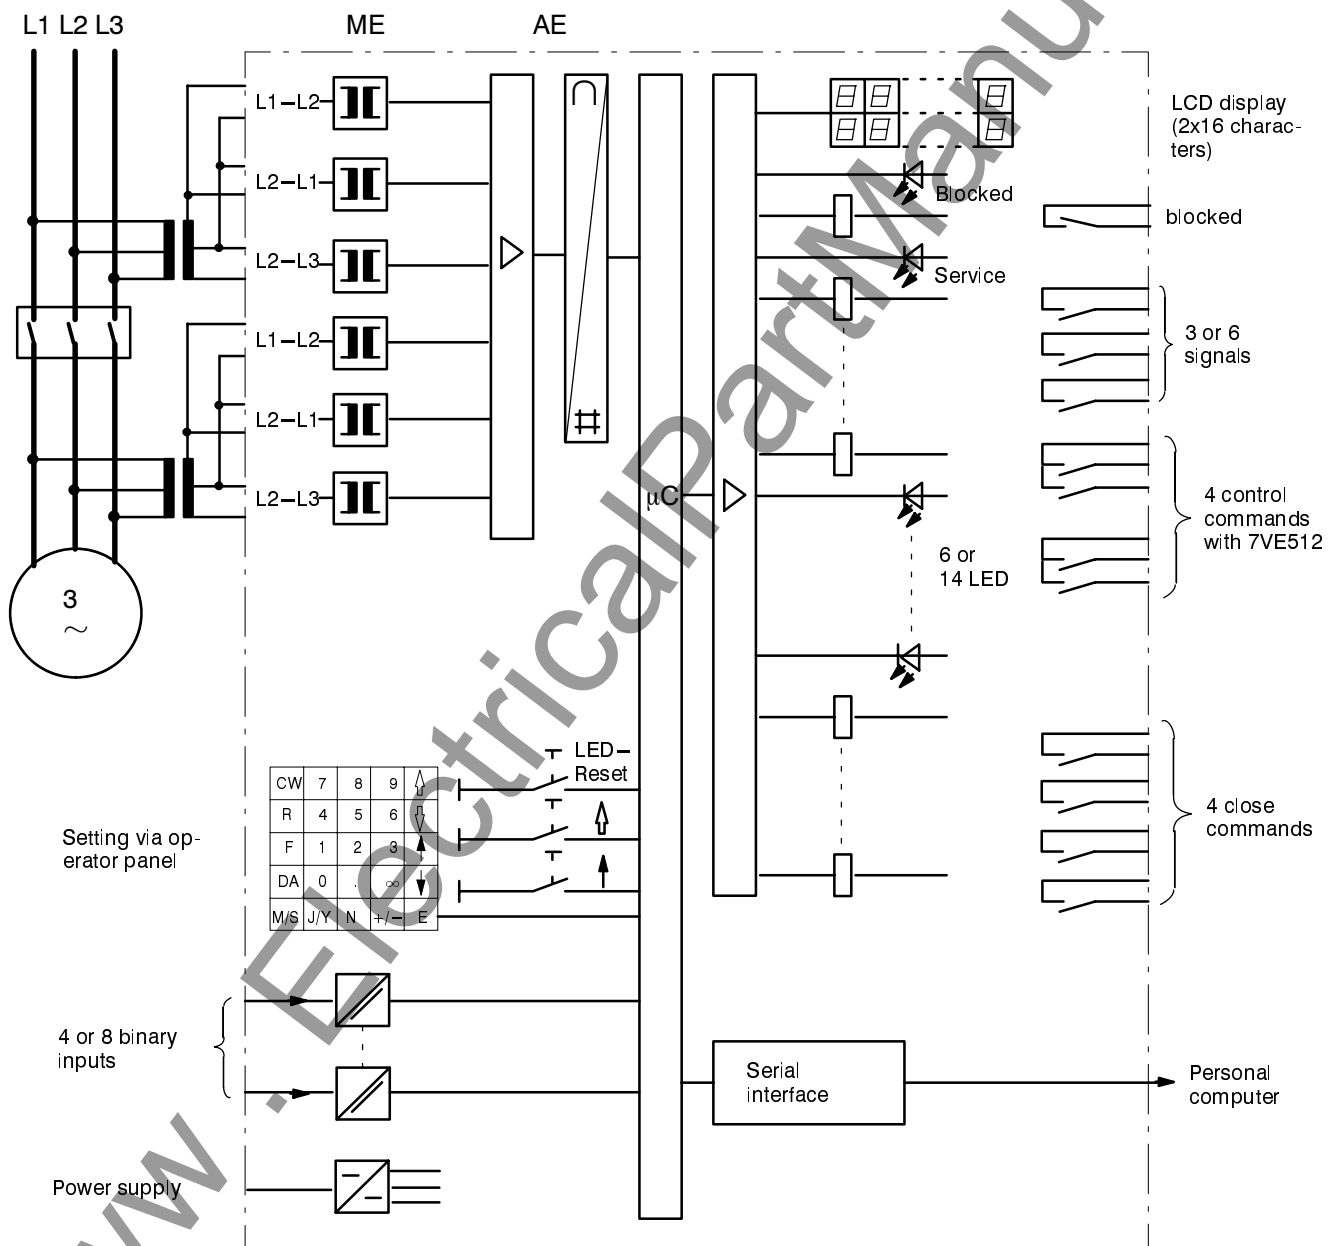 L1 L2 L3
ME
AE
L1–L2
L2–L1
L2–L3
L1–L2
L2–L1
L2–L3
3
~
µC
LCD display
(2x16 charac-
ters)
Blocked
blocked
Service
3 or 6
signals
4 control
commands
with 7VE512
6 or
14 LED
4 close
commands
LED–
Reset
Setting via op-
erator panel
CW 7 8 9
R 4 5 6
F 1 2 3
DA 0 . ∞
M/S J/Y N +/– E
4 or 8 binary
inputs
Serial
interface
Personal
computer
Power supply
w . ElectricalPartManu